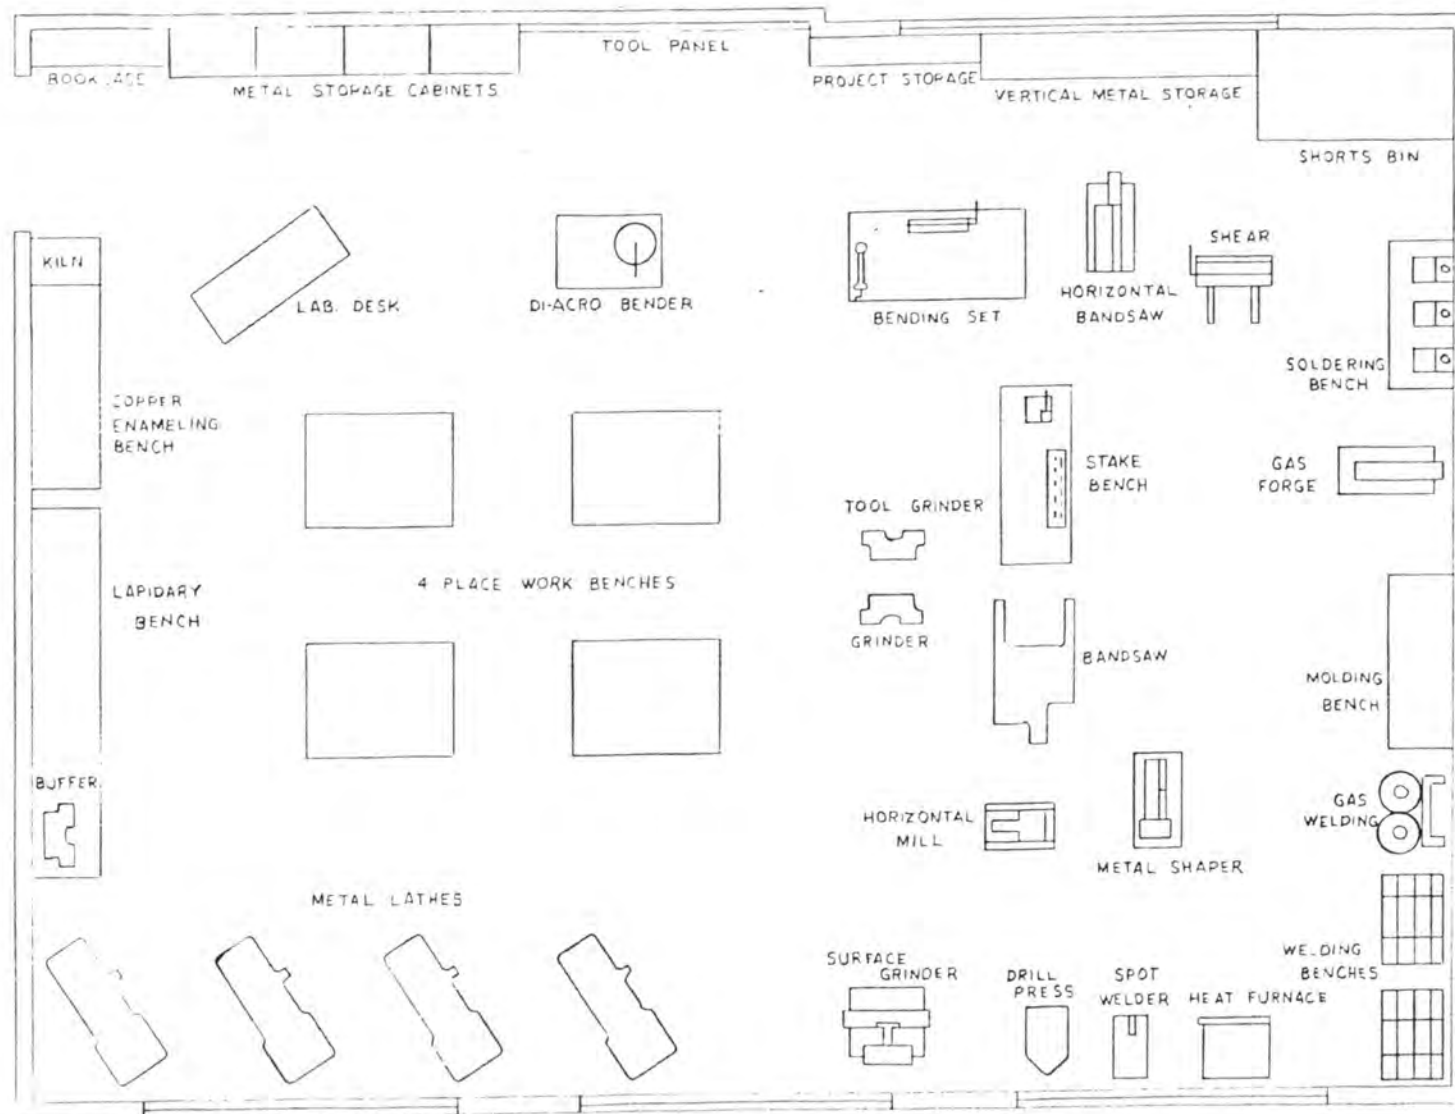 TOOL PANEL
BOOKCASE
METAL STORAGE CABINETS
PROJECT STORAGE
VERTICAL METAL STORAGE
SHORTS BIN
KILN
LAB. DESK
DI-ACRO BENDER
BENDING SET
HORIZONTAL
BANDSAW
SHEAR
SOLDERING
BENCH
COPPER
ENAMELING
BENCH
STAKE
BENCH
GAS
FORGE
TOOL GRINDER
4 PLACE WORK BENCHES
LAPIDARY
BENCH
GRINDER
BANDSAW
MOLDING
BENCH
BUFFER
HORIZONTAL
MILL
METAL SHAPER
GAS
WELDING
METAL LATHES
SURFACE
GRINDER
DRILL
PRESS
SPOT
WELDER
HEAT FURNACE
WELDING
BENCHES